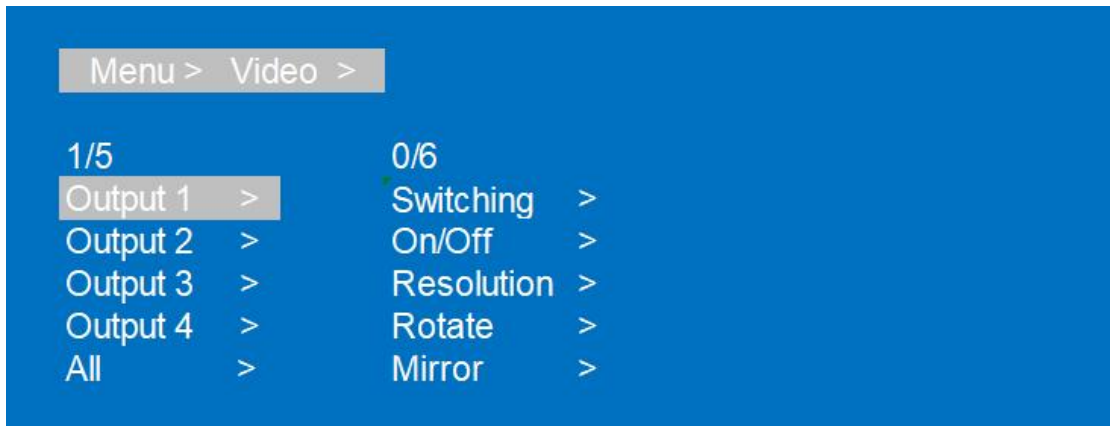 Menu > Video >
1/5 0/6
Output 1 > Switching >
Output 2 > On/Off >
Output 3 > Resolution >
Output 4 > Rotate >
All > Mirror >